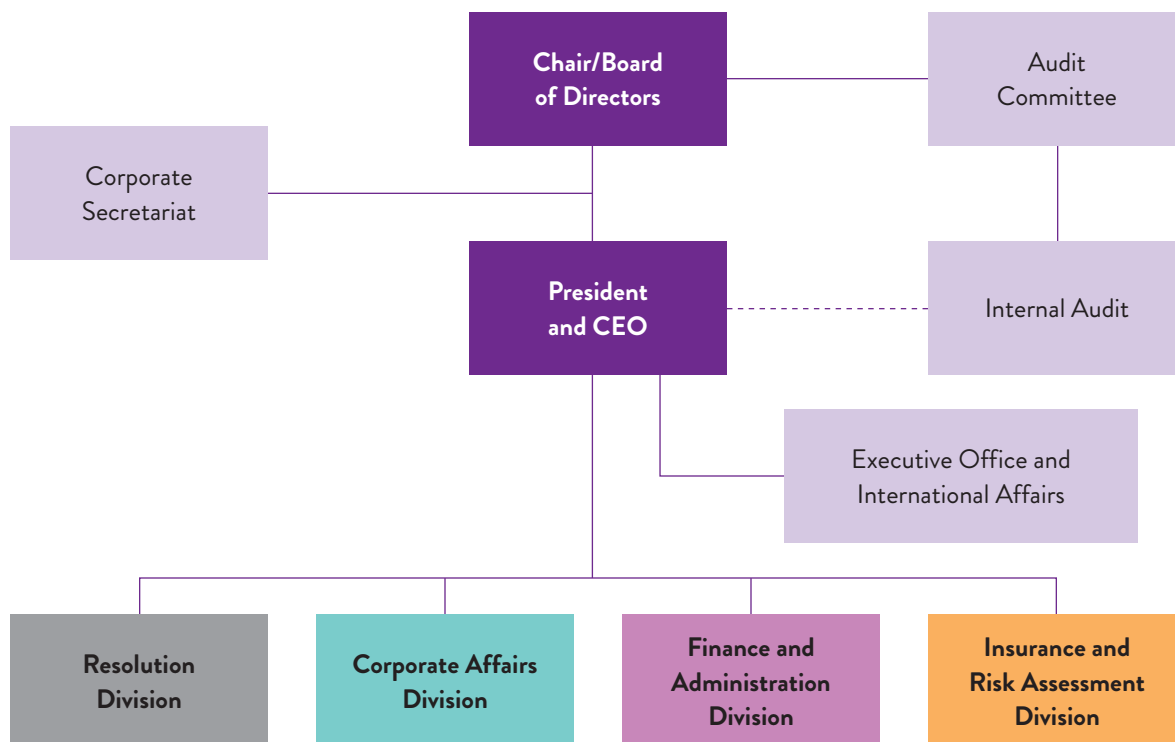 Chair/Board
of Directors
Audit
Committee
Corporate
Secretariat
President
and CEO
Internal Audit
Executive Office and
International Affairs
Resolution
Division
Corporate Affairs
Division
Finance and
Administration
Division
Insurance and
Risk Assessment
Division